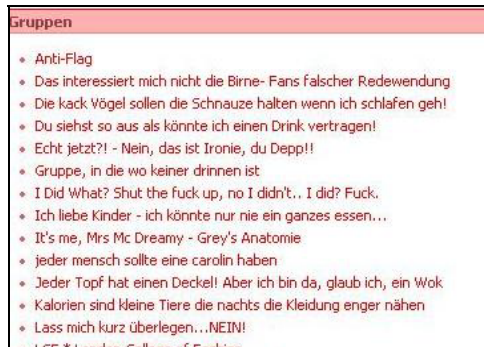 Gruppen
Anti-Flag
Das interessiert mich nicht die Birne- Fans falscher Redewendung
Die kack Vögel sollen die Schnauze halten wenn ich schlafen geh!
Du siehst so aus als könnte ich einen Drink vertragen!
Echt jetzt?! - Nein, das ist Ironie, du Depp!!
Gruppe, in die wo keiner drinnen ist
I Did What? Shut the fuck up, no I didn't.. I did? Fuck.
Ich liebe Kinder - ich könnte nur nie ein ganzes essen...
It's me, Mrs Mc Dreamy - Grey's Anatomie
jeder mensch sollte eine carolin haben
Jeder Topf hat einen Deckel! Aber ich bin da, glaub ich, ein Wok
Kalorien sind kleine Tiere die nachts die Kleidung enger nähen
Lass mich kurz überlegen...NEIN!